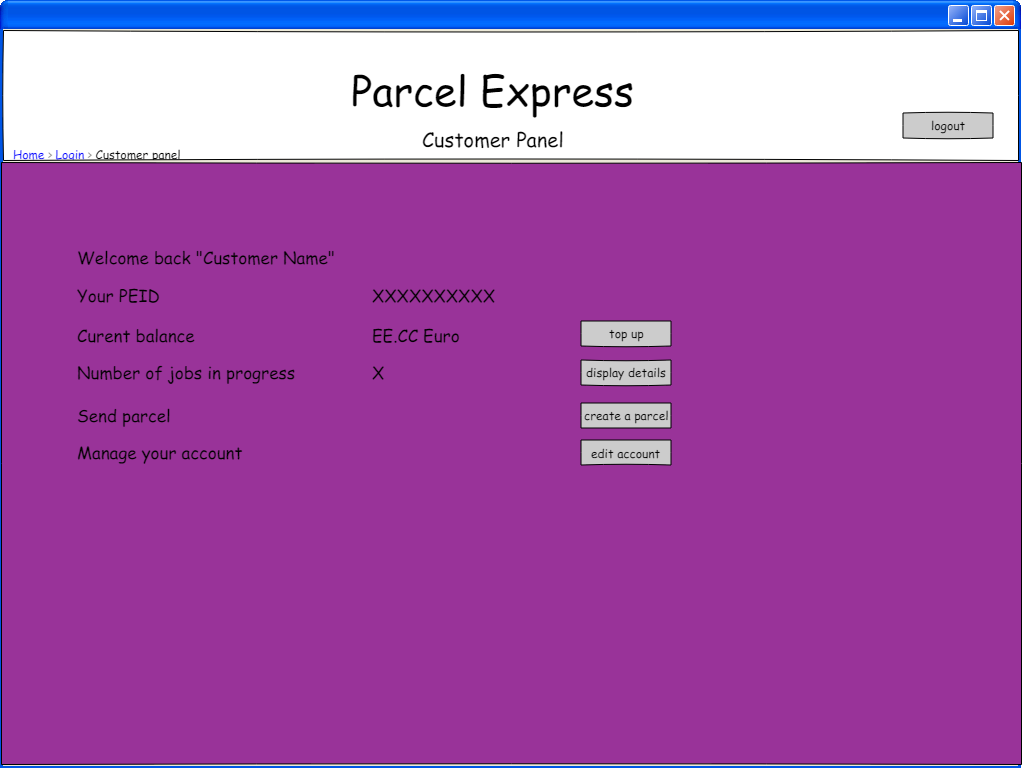 Parcel Express
Customer Panel
logout
Home > Login > Customer panel
Welcome back "Customer Name"
Your PEID XXXXXXXXXX
Curent balance EE.CC Euro top up
Number of jobs in progress X display details
Send parcel create a parcel
Manage your account edit account